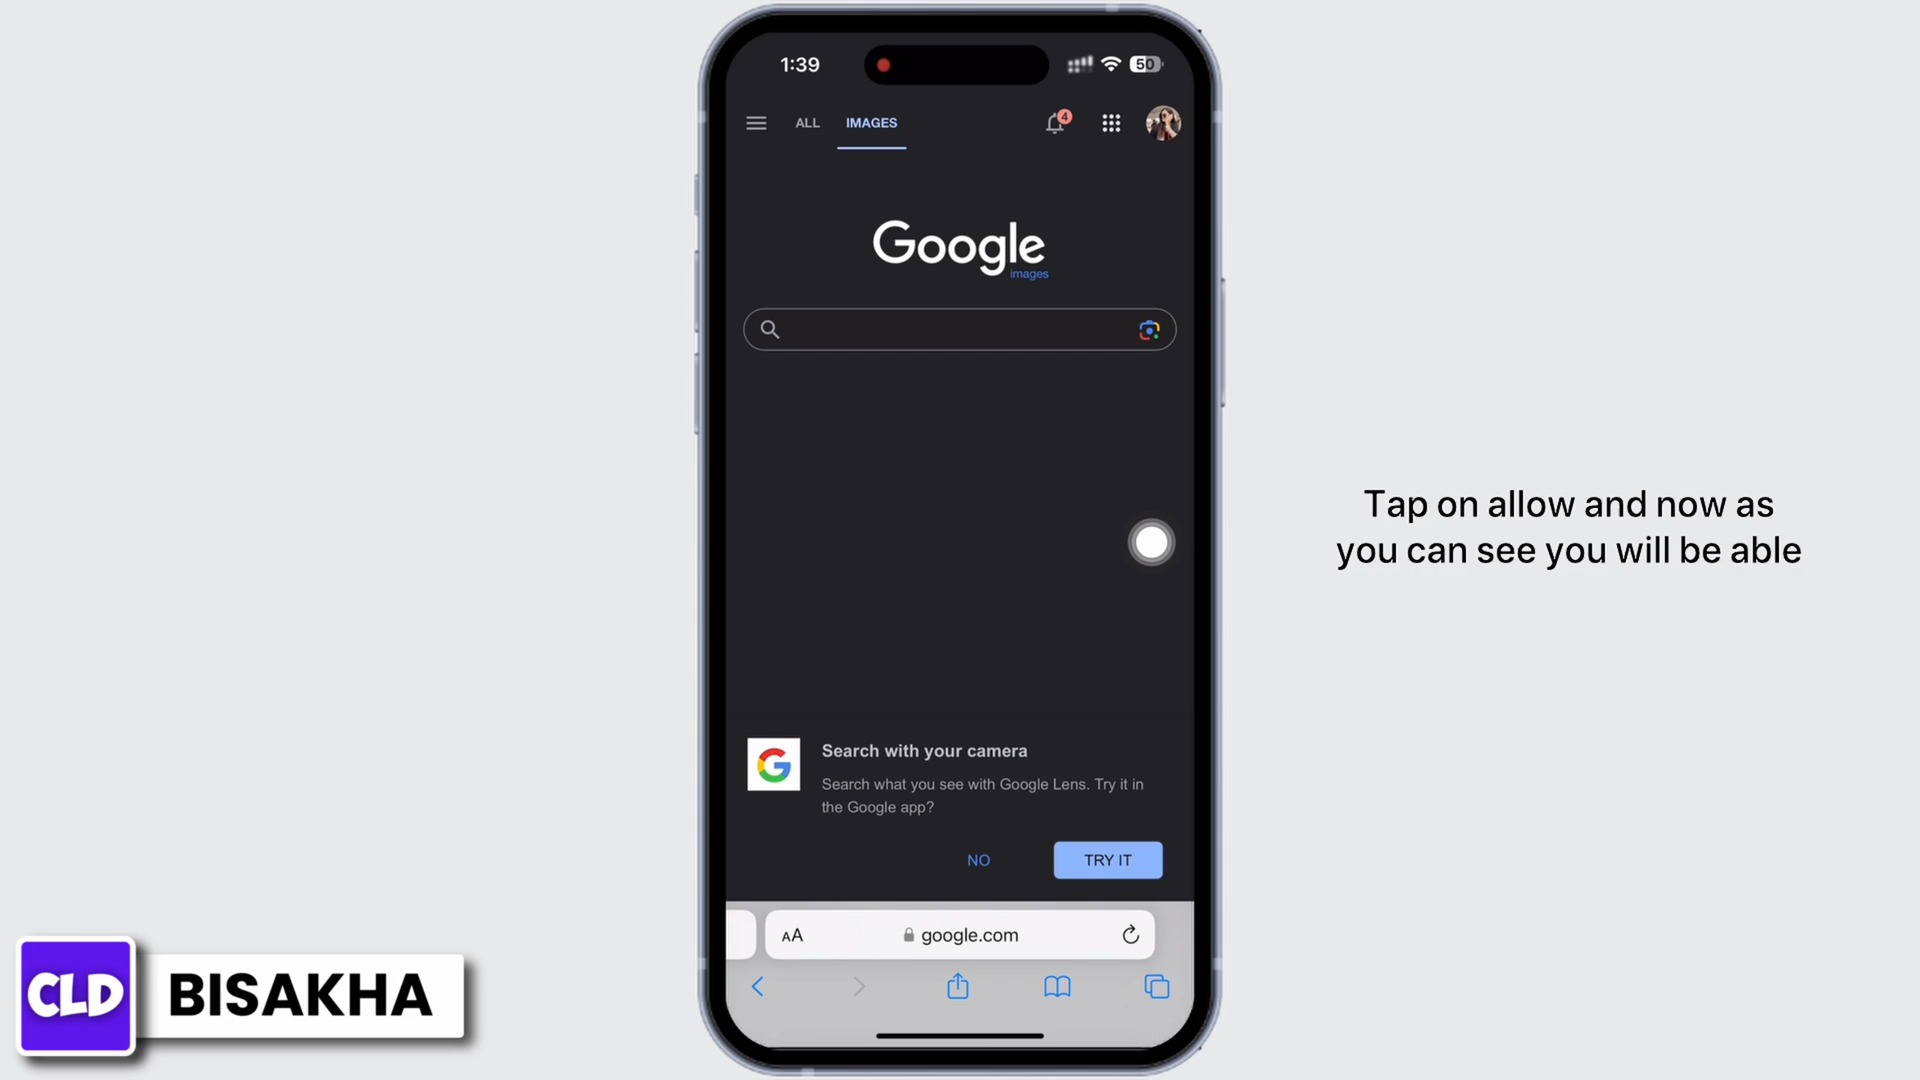 1:39
50
ALL
IMAGES
4
Google
images
Search with your camera
Search what you see with Google Lens. Try it in
the Google app?
NO
TRY IT
AA
google.com
Tap on allow and now as
you can see you will be able
CLD
BISAKHA